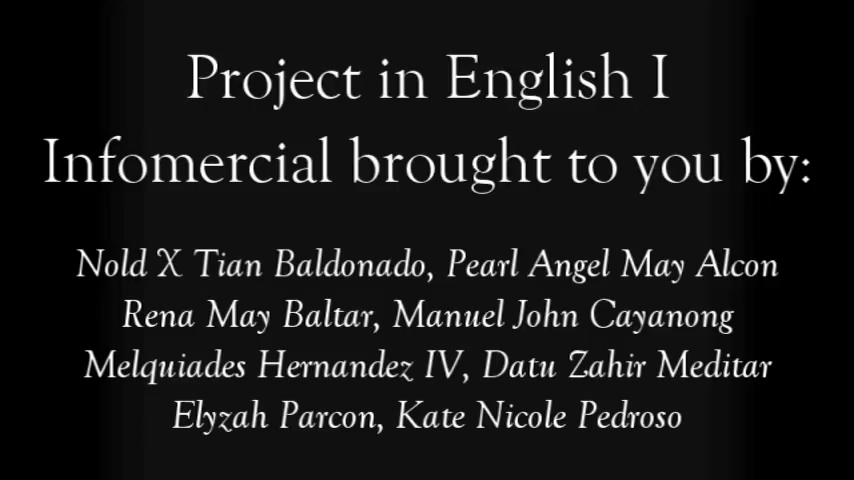 Project in English I
Infomercial brought to you by:
Nold X Tian Baldonado, Pearl Angel May Alcon
Rena May Baltar, Manuel John Cayanong
Melquiades Hernandez IV, Datu Zahir Meditar
Elyzah Parcon, Kate Nicole Pedroso